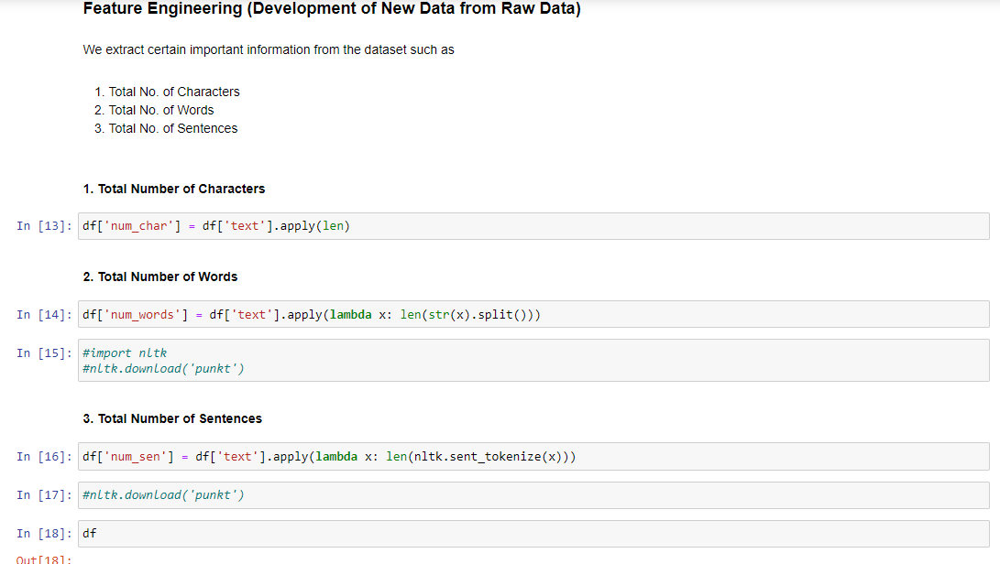 Feature Engineering (Development of New Data from Raw Data)
We extract certain important information from the dataset such as
1. Total No. of Characters
2. Total No. of Words
3. Total No. of Sentences
1. Total Number of Characters
In [13]: df['num_char'] = df['text'].apply(len)
2. Total Number of Words
In [14]: df['num_words'] = df['text'].apply(lambda x: len(str(x).split()))
In [15]: #import nltk
#nltk.download('punkt')
3. Total Number of Sentences
In [16]: df['num_sen'] = df['text'].apply(lambda x: len(nltk.sent_tokenize(x)))
In [17]: #nltk.download('punkt')
In [18]: df
Out[18]: